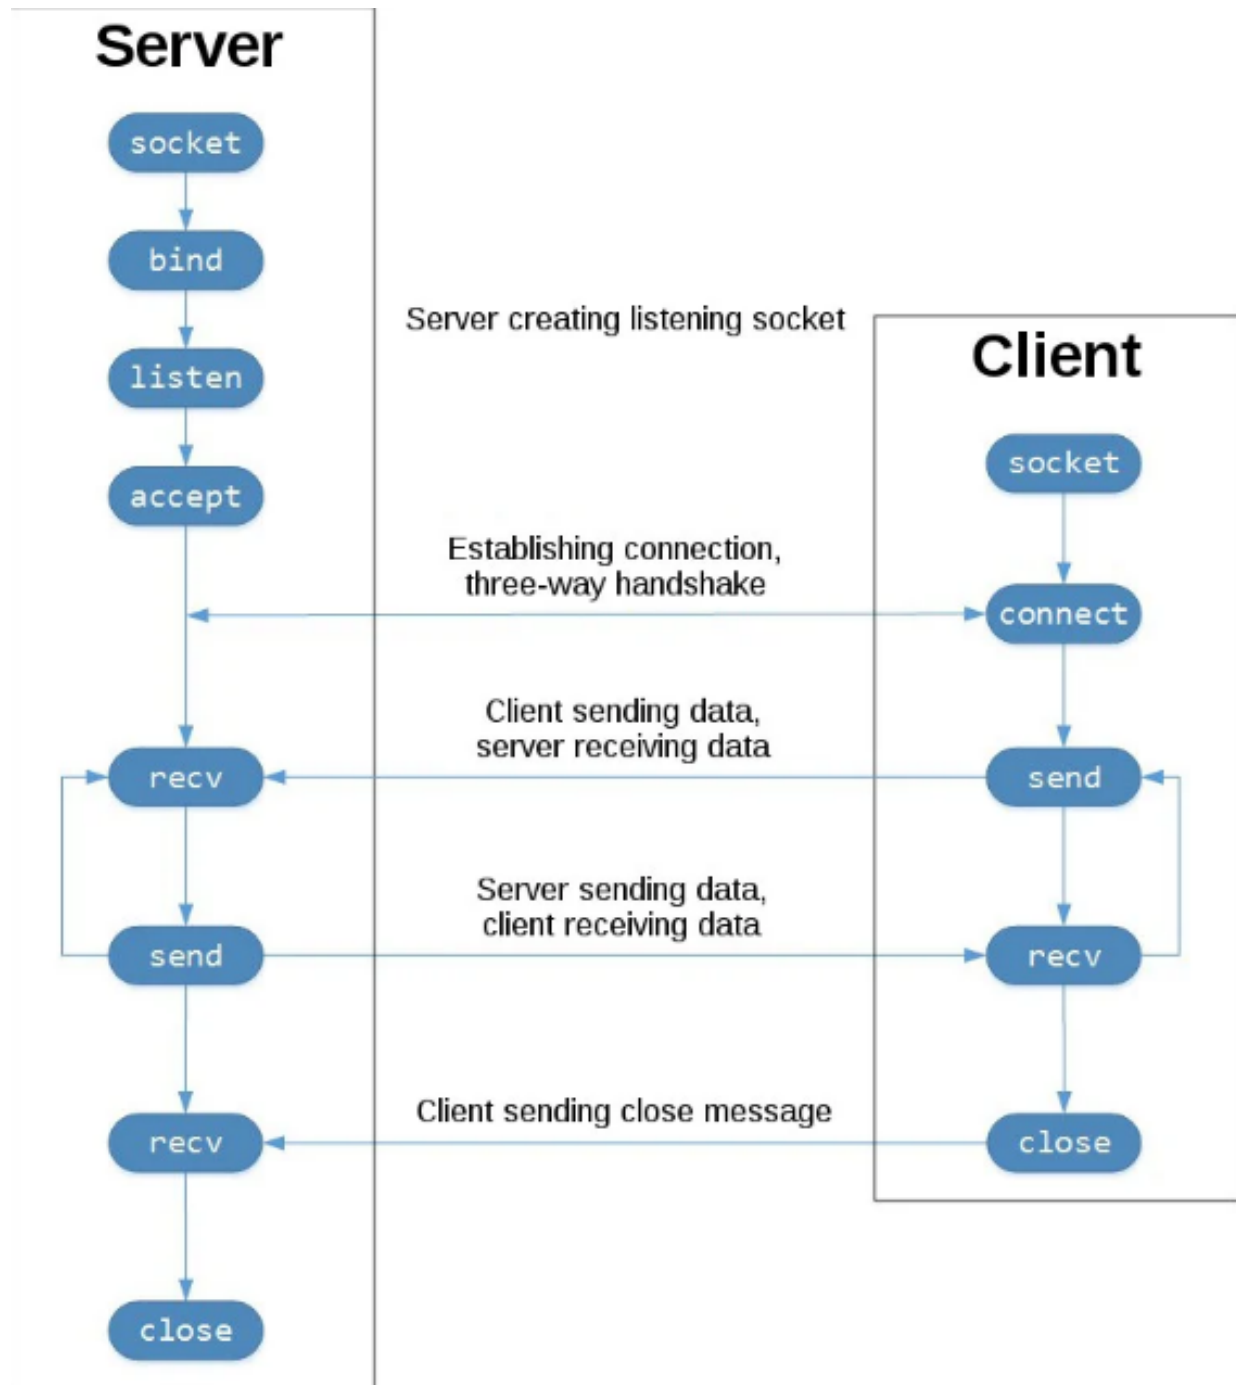 Server
socket
bind
listen
accept
recv
send
recv
close
Server creating listening socket
Establishing connection,
three-way handshake
Client sending data,
server receiving data
Server sending data,
client receiving data
Client sending close message
Client
socket
connect
send
recv
close